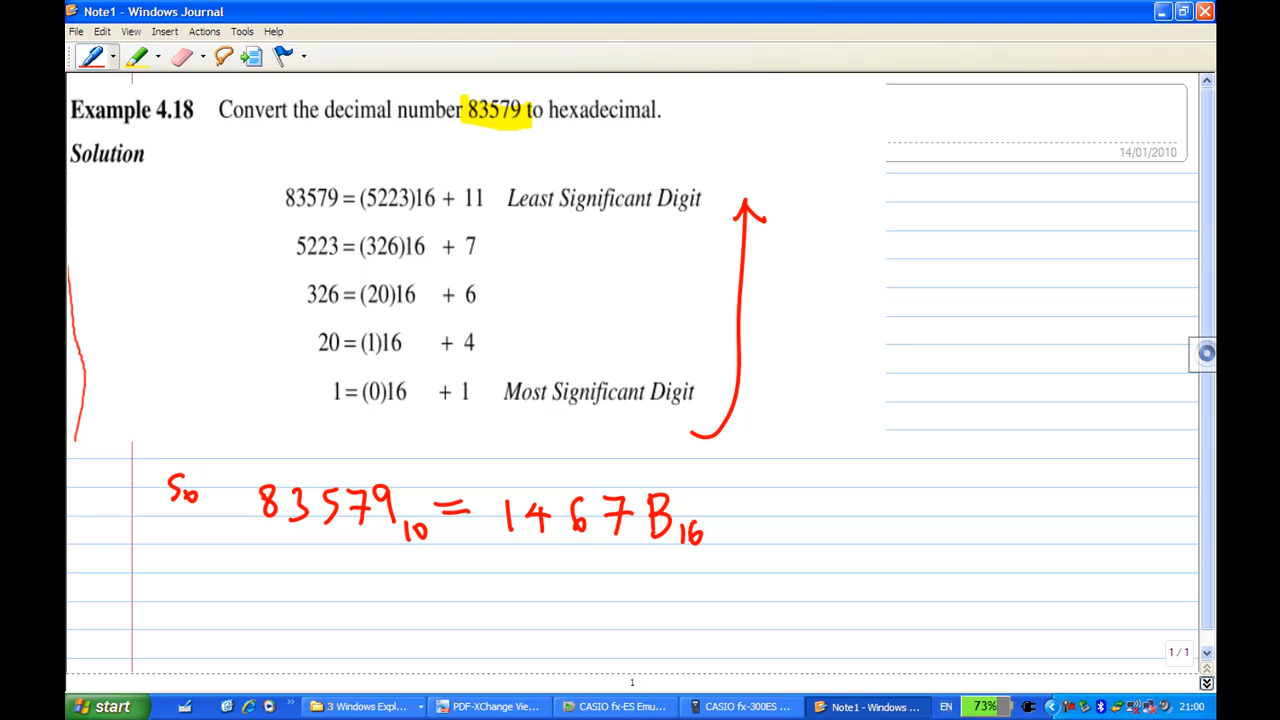 Note1 - Windows Journal
File Edit View Insert Actions Tools Help
Example 4.18 Convert the decimal number 83579 to hexadecimal.
14/01/2010
Solution
83579 = (5223)16 + 11 Least Significant Digit
5223 = (326)16 + 7
326 = (20)16 + 6
20 = (1)16 + 4
1 = (0)16 + 1 Most Significant Digit
So 83579₁₀ = 1467B₁₆
1 / 1
1
start » 3 Windows Expl... PDF-XChange Vie... CASIO fx-ES Emu... CASIO fx-300ES ... Note1 - Windows ... EN 73% 21:00